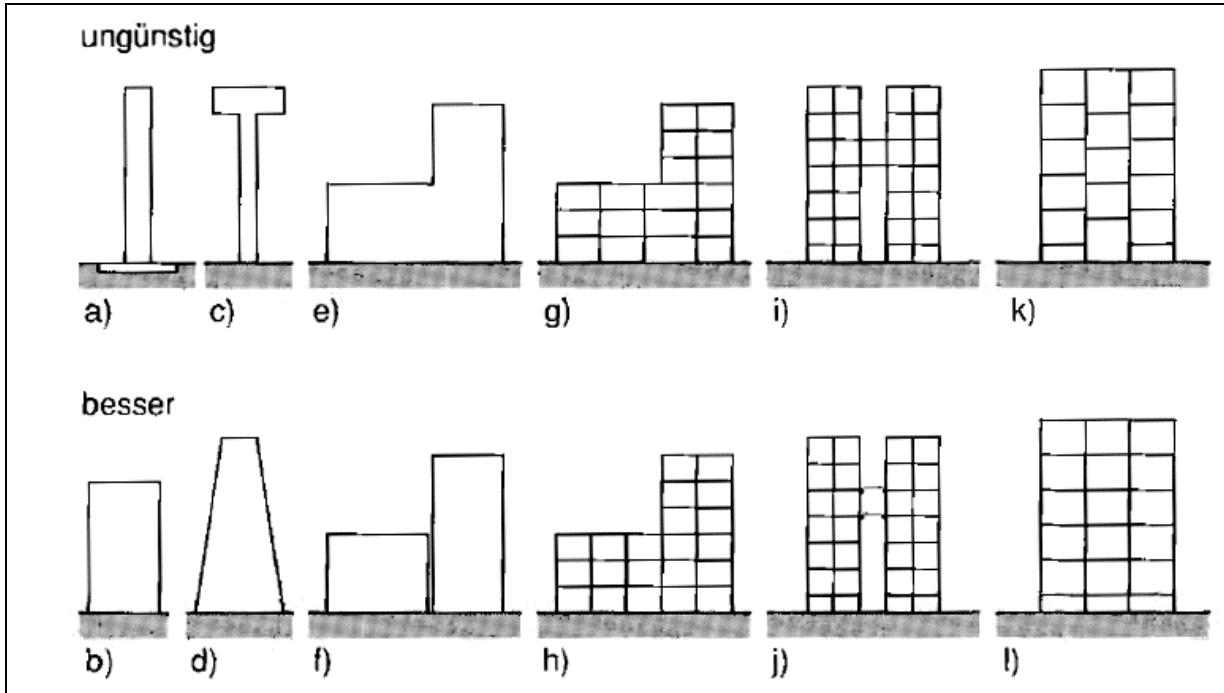 ungünstig
a) c) e) g) i) k)
besser
b) d) f) h) j) l)